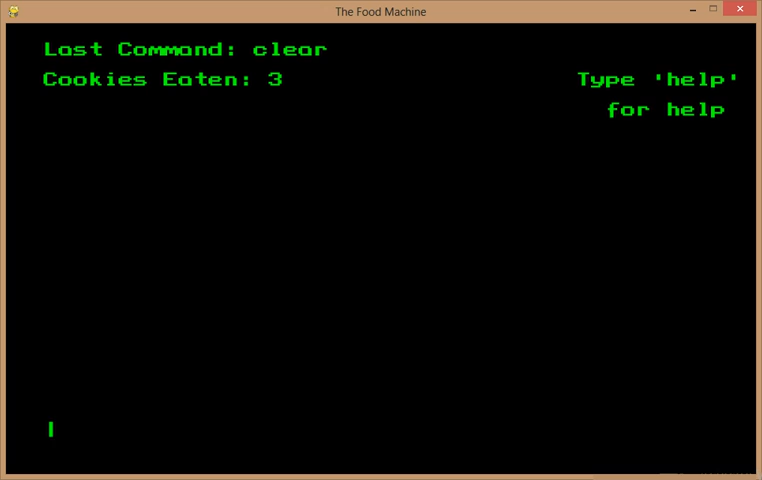 The Food Machine
Last Command: clear
Cookies Eaten: 3
Type 'help'
for help